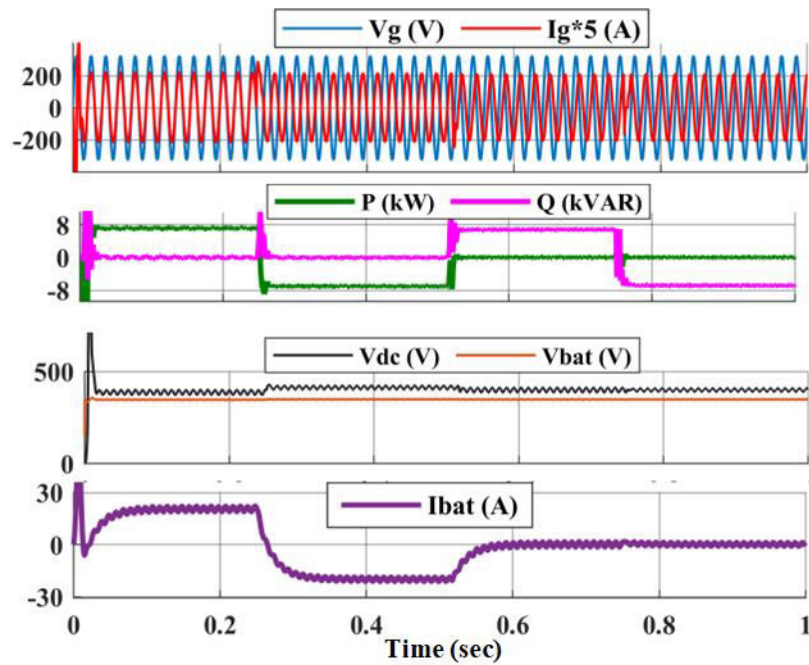 Vg (V) Ig*5 (A)
200
0
-200
P (kW) Q (kVAR)
8
0
-8
Vdc (V) Vbat (V)
500
0
Ibat (A)
30
0
-30
0 0.2 0.4 0.6 0.8 1
Time (sec)